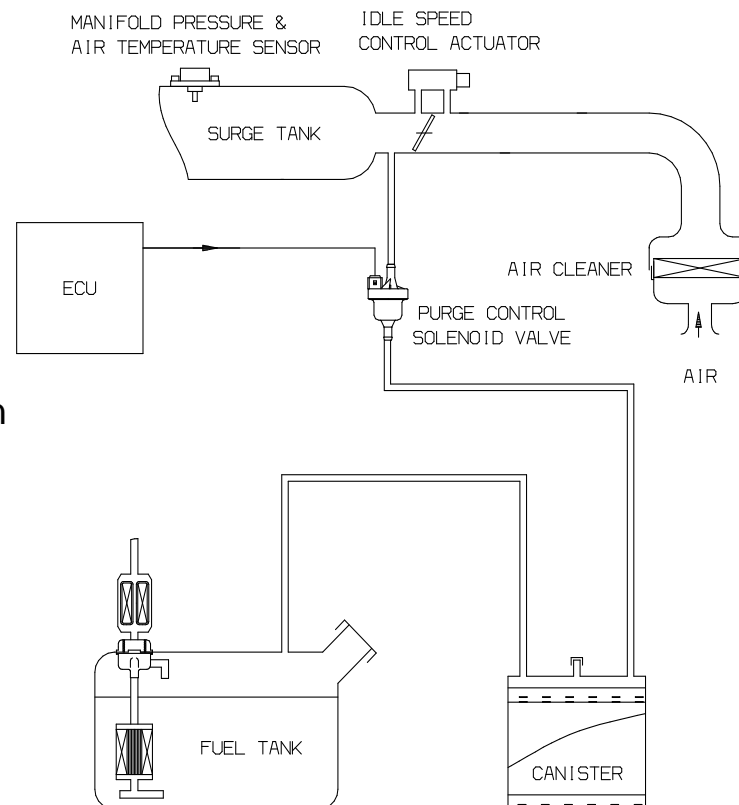 MANIFOLD PRESSURE &
AIR TEMPERATURE SENSOR
IDLE SPEED
CONTROL ACTUATOR
SURGE TANK
ECU
AIR CLEANER
PURGE CONTROL
SOLENOID VALVE
AIR
n
FUEL TANK
CANISTER